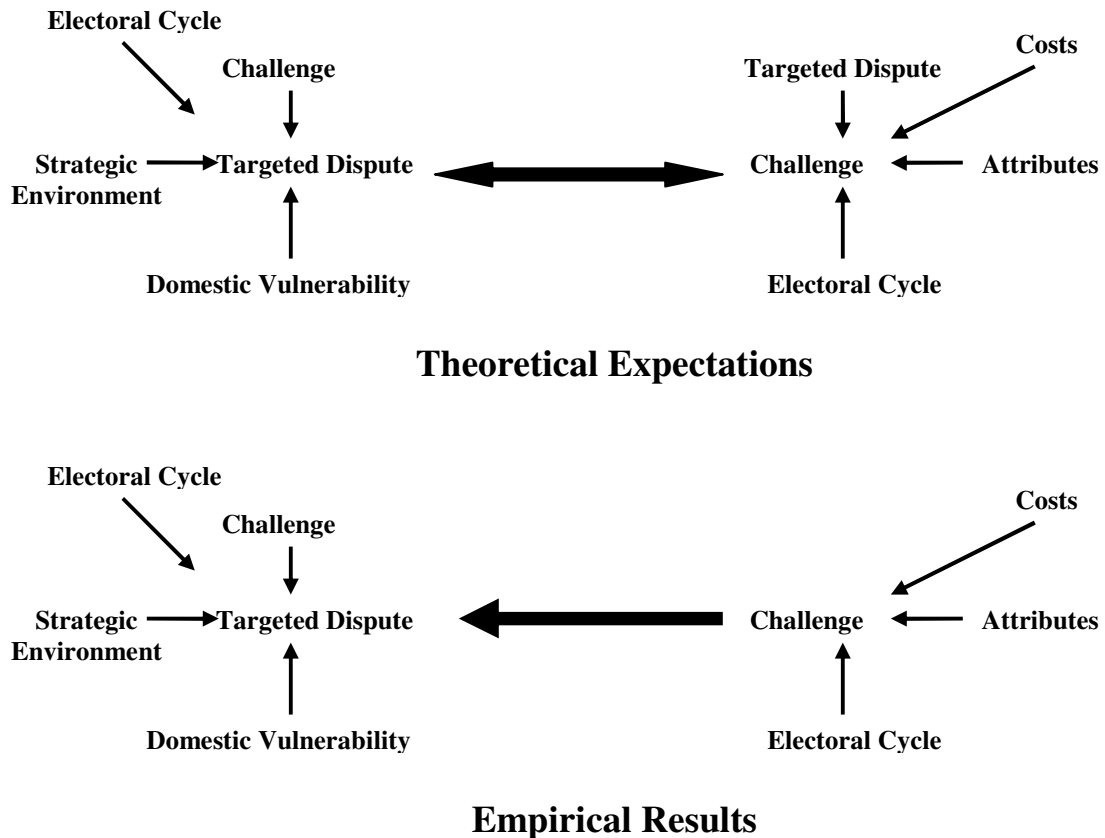 Electoral Cycle
Costs
Challenge
Targeted Dispute
Strategic
Environment
Targeted Dispute
Challenge
Attributes
Domestic Vulnerability
Electoral Cycle
Theoretical Expectations
Electoral Cycle
Costs
Challenge
Strategic
Environment
Targeted Dispute
Challenge
Attributes
Domestic Vulnerability
Electoral Cycle
Empirical Results